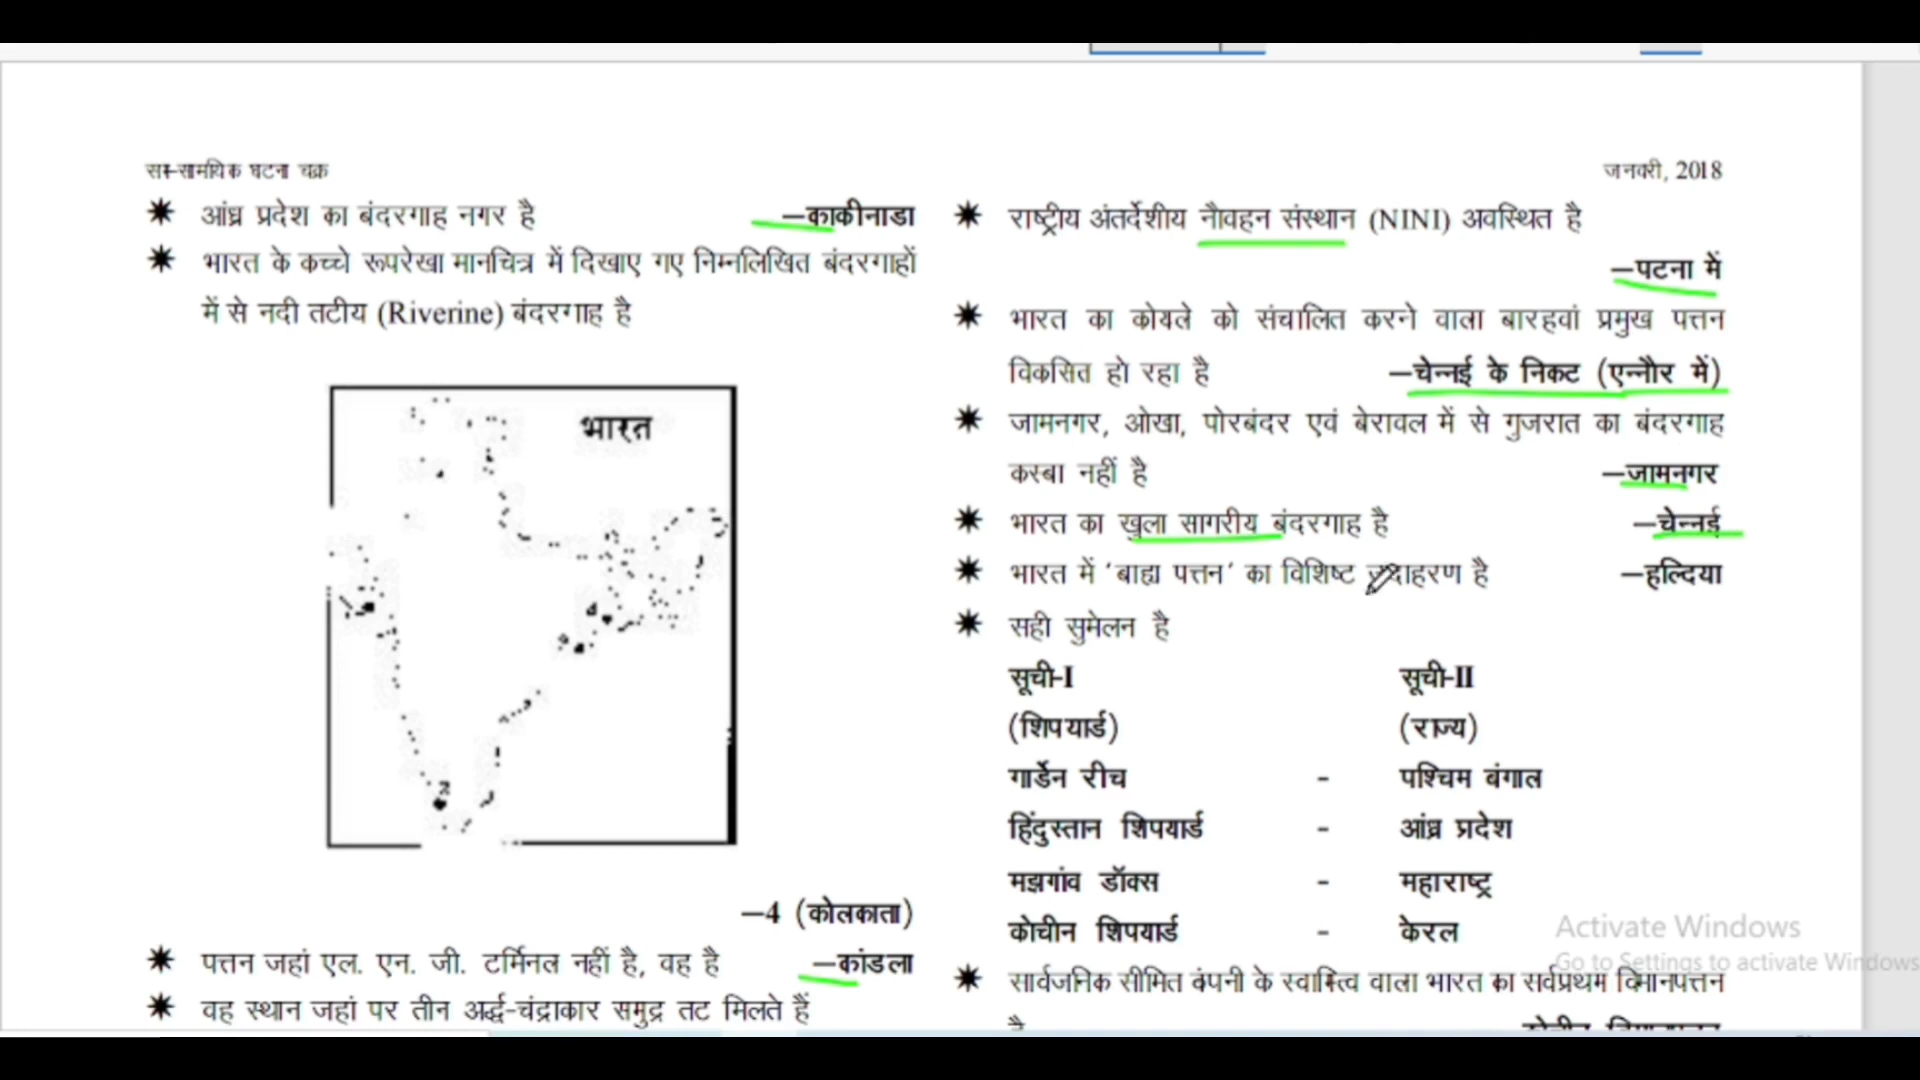 सम-सामयिक घटना चक्र
जनवरी, 2018
✷ आंध्र प्रदेश का बंदरगाह नगर है –काकीनाडा
✷ भारत के कच्चे रूपरेखा मानचित्र में दिखाए गए निम्नलिखित बंदरगाहों
में से नदी तटीय (Riverine) बंदरगाह है
भारत
4
2
–4 (कोलकाता)
✷ पत्तन जहां एल. एन. जी. टर्मिनल नहीं है, वह है –कांडला
✷ वह स्थान जहां पर तीन अर्द्ध-चंद्राकार समुद्र तट मिलते हैं
✷ राष्ट्रीय अंतर्देशीय नौवहन संस्थान (NINI) अवस्थित है
–पटना में
✷ भारत का कोयले को संचालित करने वाला बारहवां प्रमुख पत्तन
विकसित हो रहा है –चेन्नई के निकट (एन्नौर में)
✷ जामनगर, ओखा, पोरबंदर एवं बेरावल में से गुजरात का बंदरगाह
कस्बा नहीं है –जामनगर
✷ भारत का खुला सागरीय बंदरगाह है –चेन्नई
✷ भारत में ‘बाह्य पत्तन’ का विशिष्ट उदाहरण है –हल्दिया
✷ सही सुमेलन है
सूची-I सूची-II
(शिपयार्ड) (राज्य)
गार्डेन रीच - पश्चिम बंगाल
हिंदुस्तान शिपयार्ड - आंध्र प्रदेश
मझगांव डॉक्स - महाराष्ट्र
कोचीन शिपयार्ड - केरल
✷ सार्वजनिक सीमित कंपनी के स्वामित्व वाला भारत का सर्वप्रथम विमानपत्तन
है
Activate Windows
Go to Settings to activate Windows